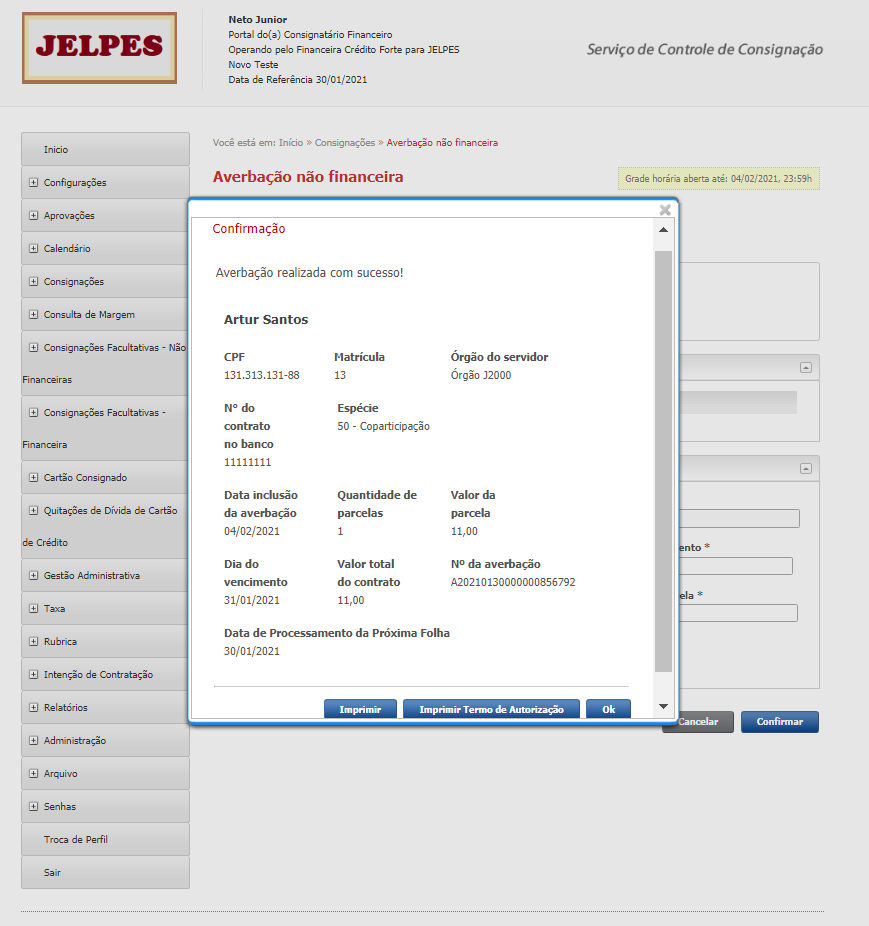 JELPES
Neto Junior
Portal do(a) Consignatário Financeiro
Operando pelo Financeira Crédito Forte para JELPES
Novo Teste
Data de Referência 30/01/2021
Serviço de Controle de Consignação
Você está em: Início » Consignações » Averbação não financeira
Averbação não financeira
Grade horária aberta até: 04/02/2021, 23:59h
Inicio
Configurações
Aprovações
Calendário
Consignações
Consulta de Margem
Consignações Facultativas - Não
Financeiras
Consignações Facultativas -
Financeira
Cartão Consignado
Quitações de Dívida de Cartão
de Crédito
Gestão Administrativa
Taxa
Rubrica
Intenção de Contratação
Relatórios
Administração
Arquivo
Senhas
Troca de Perfil
Sair
Confirmação
Averbação realizada com sucesso!
Artur Santos
CPF Matrícula Órgão do servidor
131.313.131-88 13 Órgão J2000
N° do Espécie
contrato 50 - Coparticipação
no banco
11111111
Data inclusão Quantidade de Valor da
da averbação parcelas parcela
04/02/2021 1 11,00
Dia do Valor total Nº da averbação
vencimento do contrato A20210130000000856792
31/01/2021 11,00
Data de Processamento da Próxima Folha
30/01/2021
Imprimir Imprimir Termo de Autorização Ok
ento *
ela *
Cancelar Confirmar